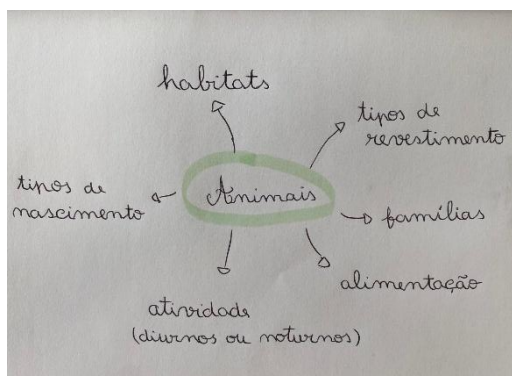 habitats
tipos de
revestimento
tipos de
nascimento
Animais
famílias
alimentação
atividade
(diurnos ou noturnos)